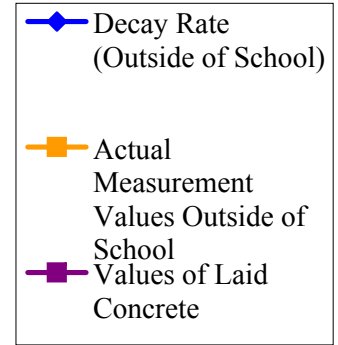 Decay Rate
(Outside of School)
Actual
Measurement
Values Outside of
School
Values of Laid
Concrete